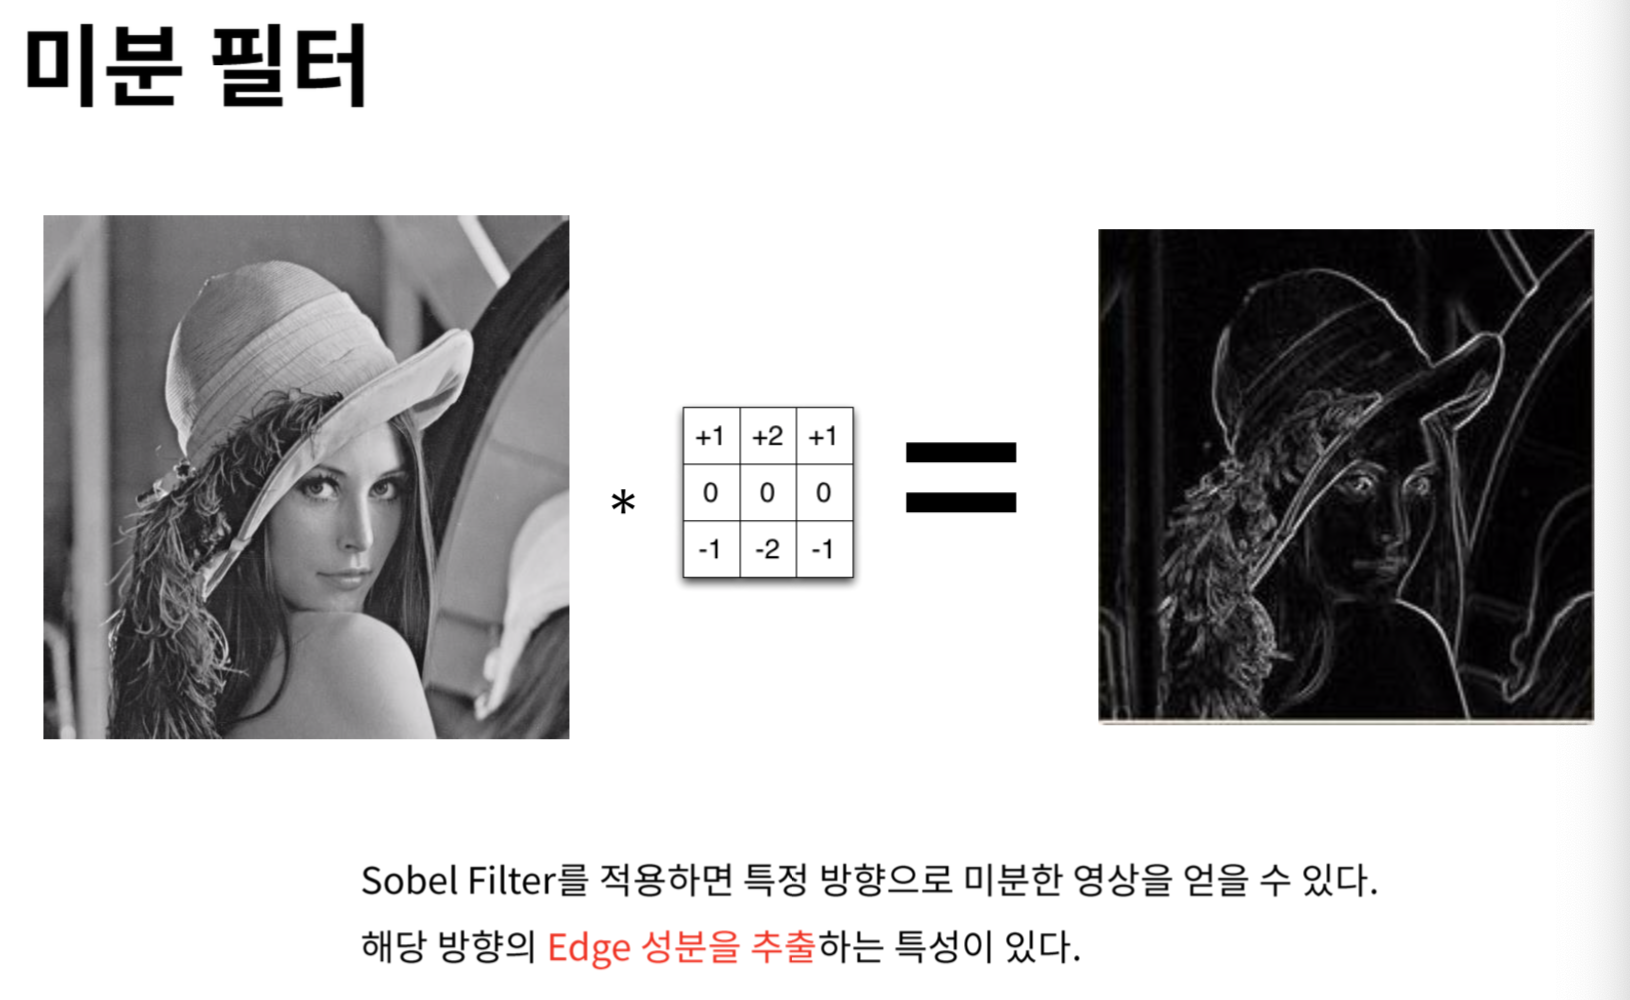 미분 필터
*
+1 +2 +1
0 0 0
-1 -2 -1
=
Sobel Filter를 적용하면 특정 방향으로 미분한 영상을 얻을 수 있다.
해당 방향의 Edge 성분을 추출하는 특성이 있다.